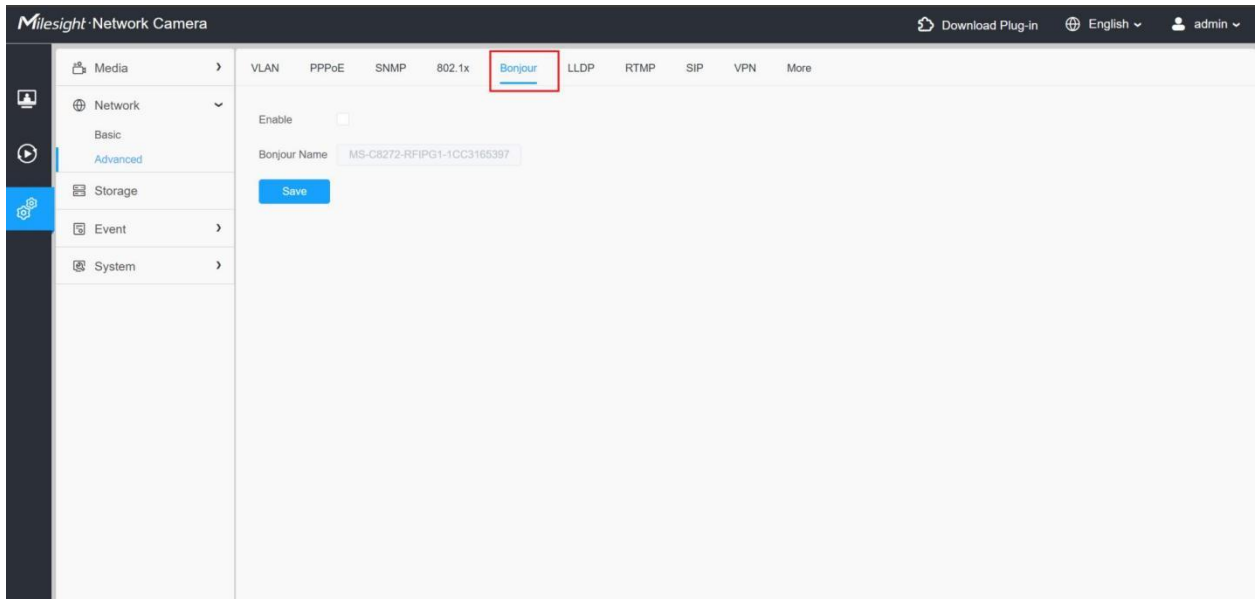 Milesight·Network Camera
Download Plug-in
English
admin
Media
Network
Basic
Advanced
Storage
Event
System
VLAN PPPoE SNMP 802.1x Bonjour LLDP RTMP SIP VPN More
Enable
Bonjour Name MS-C8272-RFIPG1-1CC3165397
Save